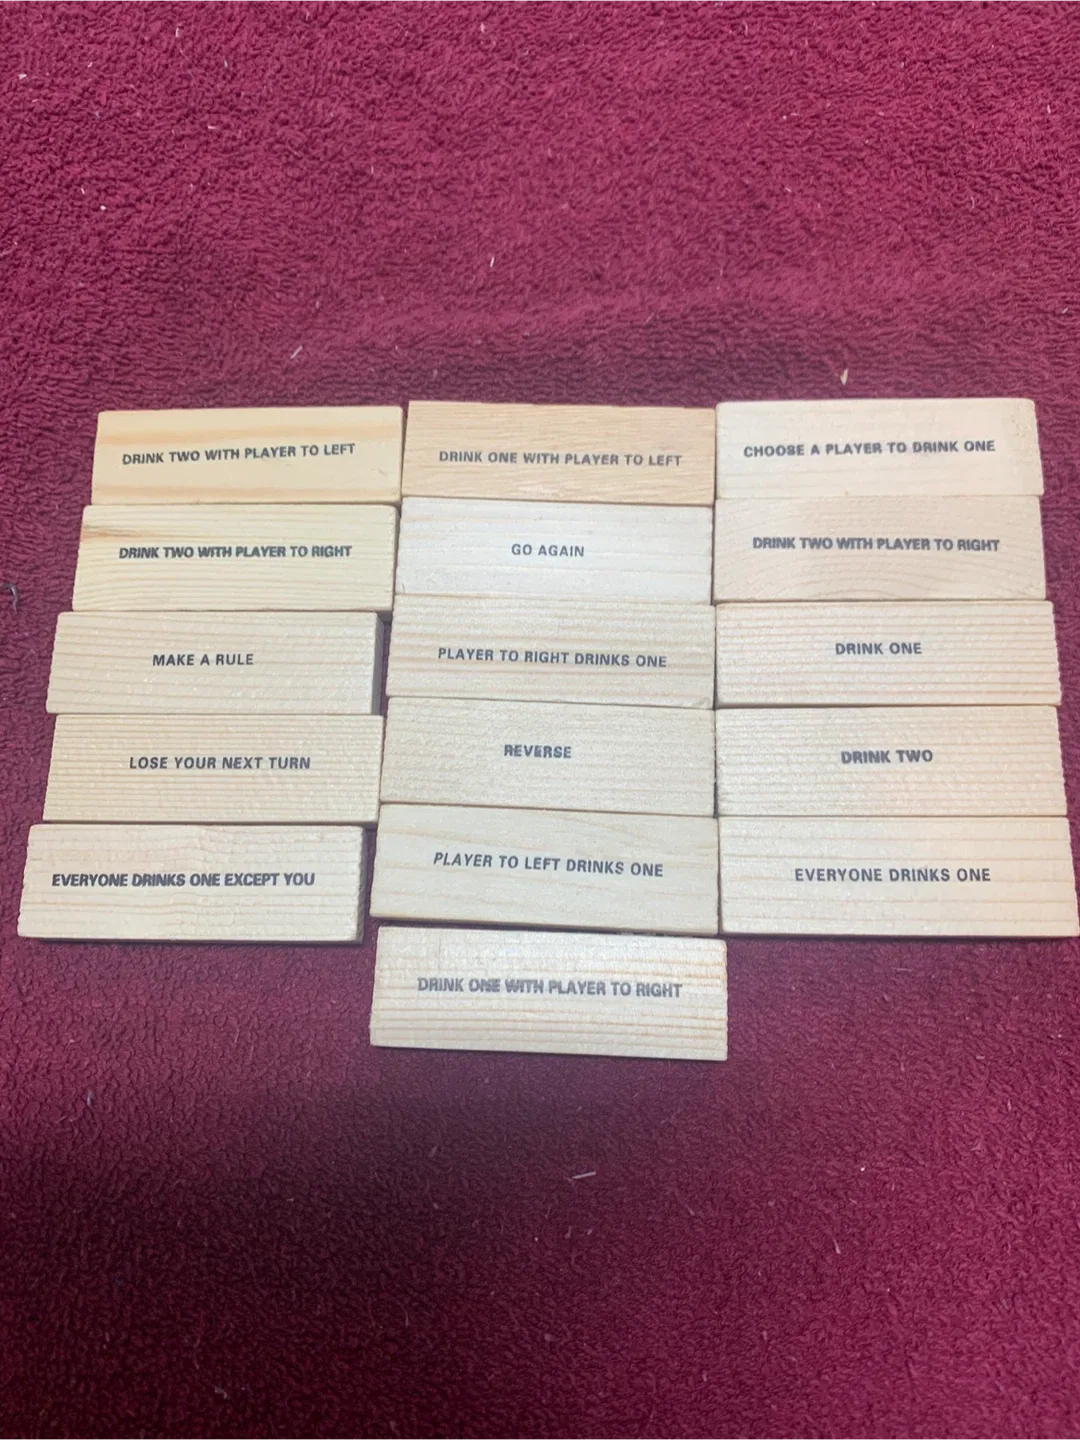 DRINK TWO WITH PLAYER TO LEFT
DRINK ONE WITH PLAYER TO LEFT
CHOOSE A PLAYER TO DRINK ONE
DRINK TWO WITH PLAYER TO RIGHT
GO AGAIN
DRINK TWO WITH PLAYER TO RIGHT
MAKE A RULE
PLAYER TO RIGHT DRINKS ONE
DRINK ONE
LOSE YOUR NEXT TURN
REVERSE
DRINK TWO
EVERYONE DRINKS ONE EXCEPT YOU
PLAYER TO LEFT DRINKS ONE
EVERYONE DRINKS ONE
DRINK ONE WITH PLAYER TO RIGHT